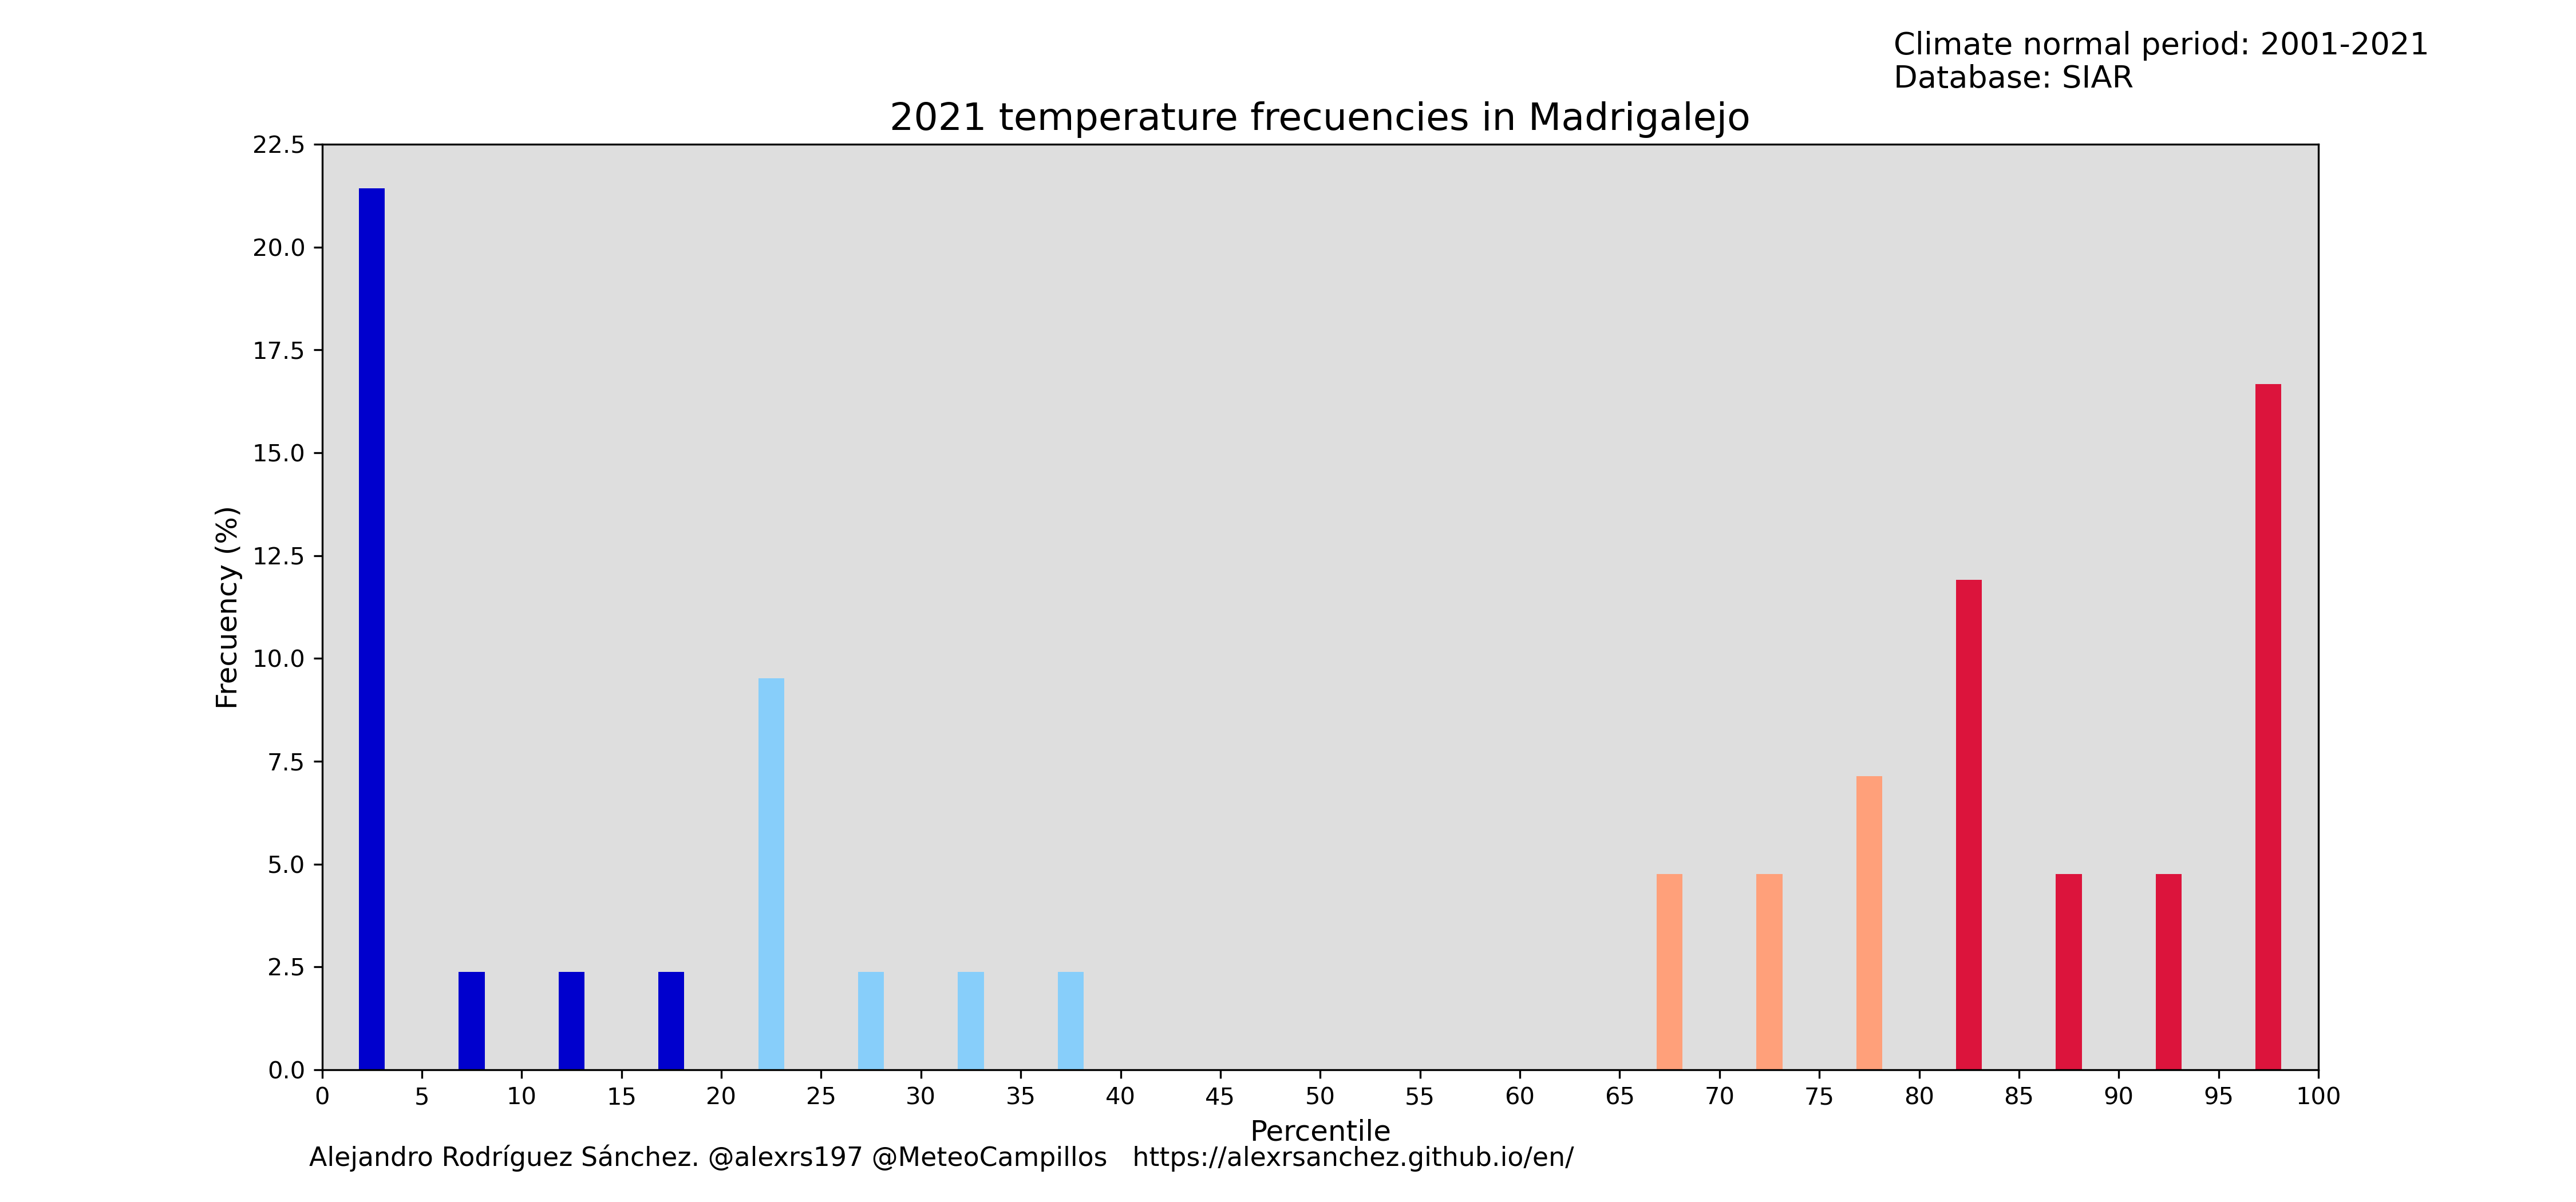 Climate normal period: 2001-2021
Database: SIAR
2021 temperature frecuencies in Madrigalejo
22.5
20.0
17.5
15.0
12.5
10.0
7.5
5.0
2.5
0.0
Frecuency (%)
0 5 10 15 20 25 30 35 40 45 50 55 60 65 70 75 80 85 90 95 100
Percentile
Alejandro Rodríguez Sánchez. @alexrs197 @MeteoCampillos https://alexrsanchez.github.io/en/